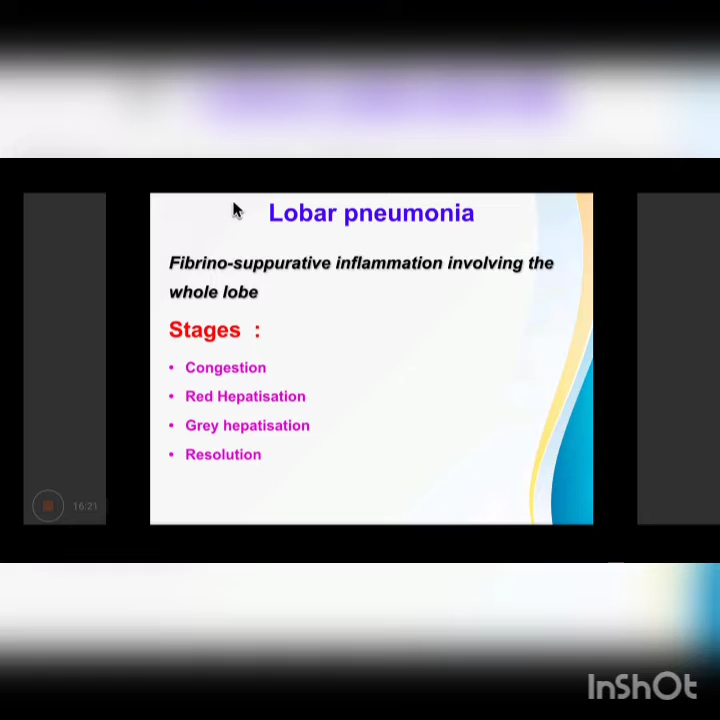 Lobar pneumonia
Fibrino-suppurative inflammation involving the
whole lobe
Stages :
• Congestion
• Red Hepatisation
• Grey hepatisation
• Resolution
16:21
InShOt